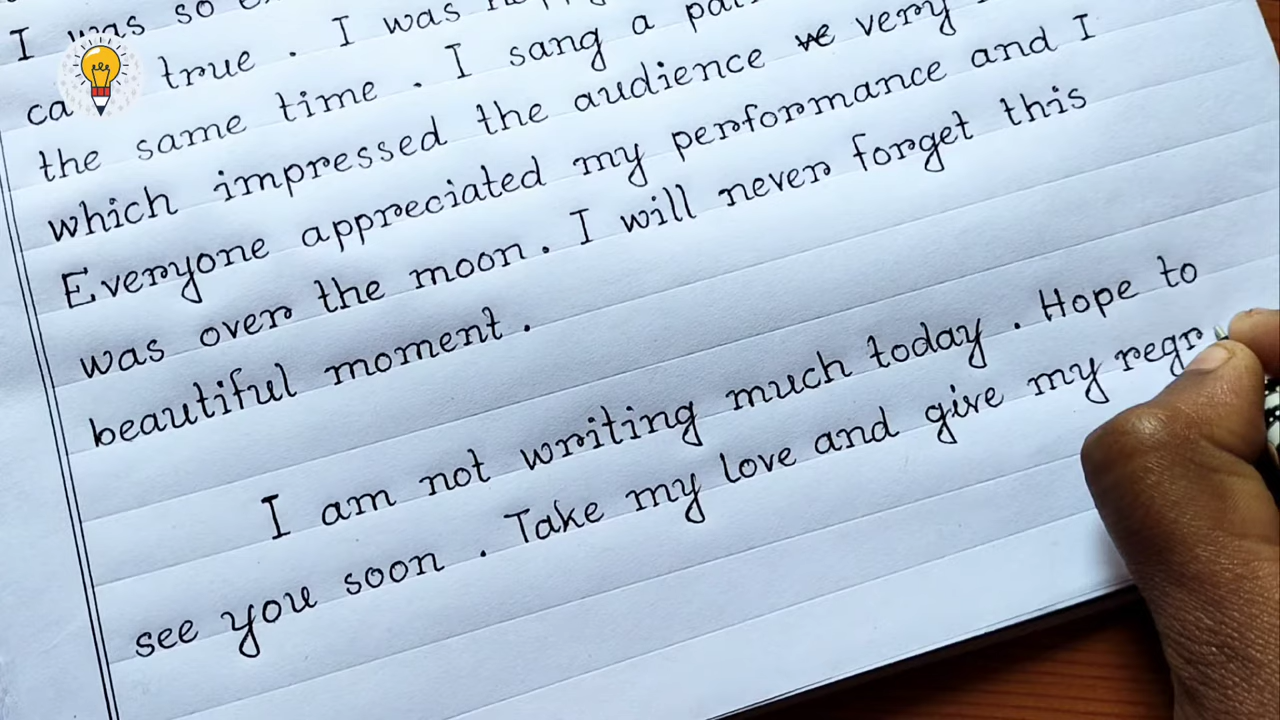 I was so
true . I was
the same time . I sang a
which impressed the audience ve very
Everyone appreciated my performance and I
was over the moon . I will never forget this
beautiful moment .
I am not writing much today . Hope to
see you soon . Take my love and give my regr